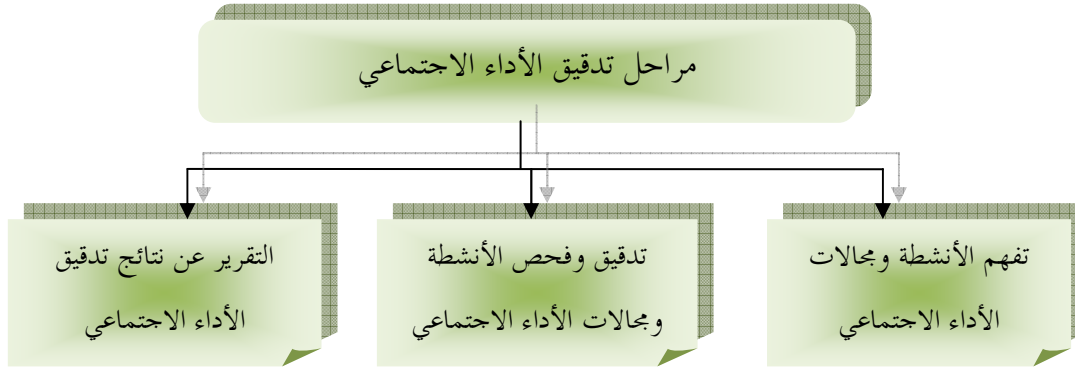 مراحل تدقيق الأداء الاجتماعي
تفهم الأنشطة ومجالات
الأداء الاجتماعي
تدقيق وفحص الأنشطة
ومجالات الأداء الاجتماعي
التقرير عن نتائج تدقيق
الأداء الاجتماعي